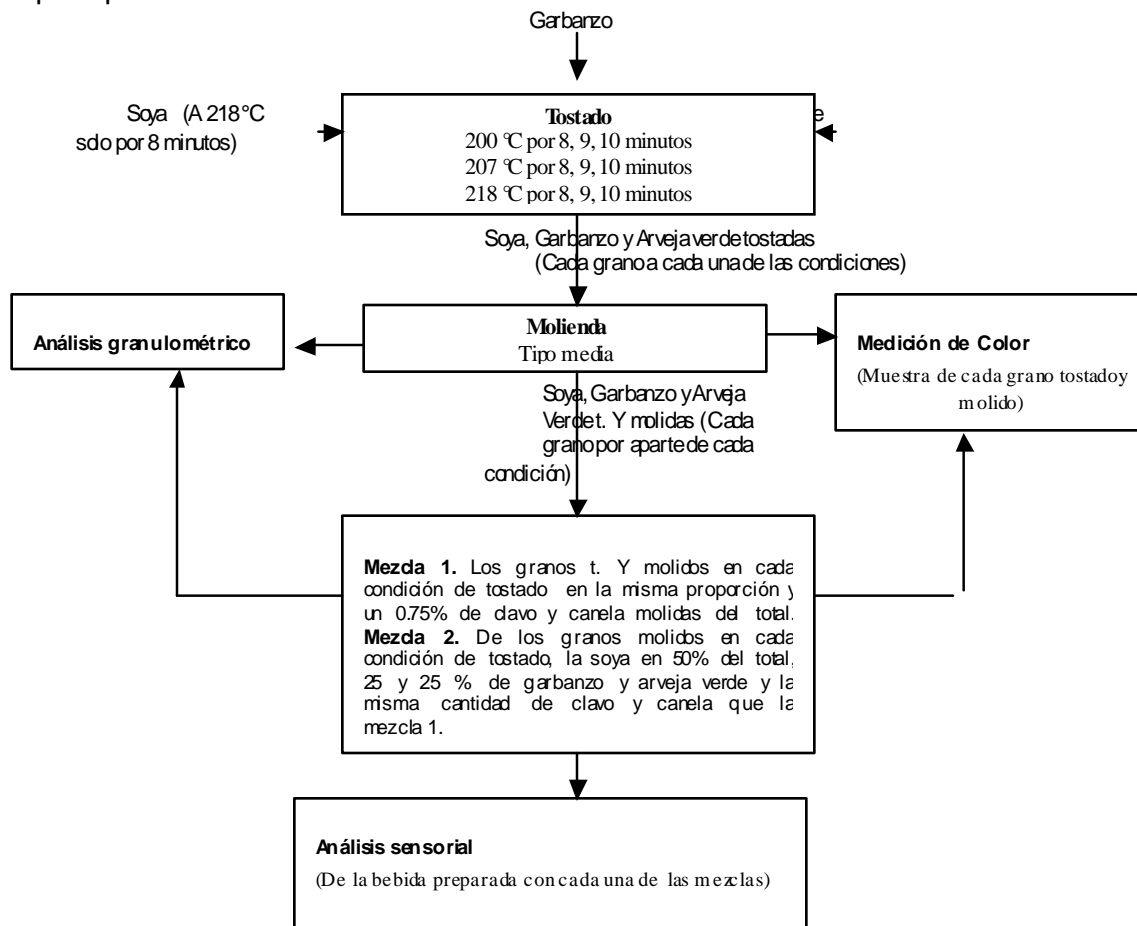 Garbanzo
Soya (A 218°C
solo por 8 minutos)
Tostado
200 °C por 8, 9, 10 minutos
207 °C por 8, 9, 10 minutos
218 °C por 8, 9, 10 minutos
e
Soya, Garbanzo y Arveja verde tostadas
(Cada grano a cada una de las condiciones)
Análisis granulométrico
Molienda
Tipo media
Medición de Color
(Muestra de cada grano tostado y
molido)
Soya, Garbanzo y Arveja
Verde t. Y molidas (Cada
grano por aparte de cada
condición)
Mezcla 1. Los granos t. Y molidos en cada
condición de tostado en la misma proporción y
un 0.75% de clavo y canela molidas del total.
Mezcla 2. De los granos molidos en cada
condición de tostado, la soya en 50% del total,
25 y 25 % de garbanzo y arveja verde y la
misma cantidad de clavo y canela que la
mezcla 1.
Análisis sensorial
(De la bebida preparada con cada una de las mezclas)